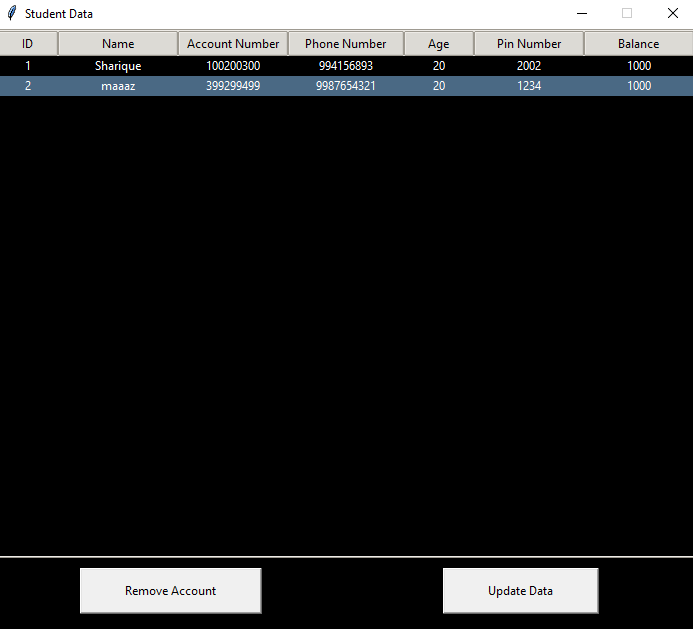 Student Data
ID Name Account Number Phone Number Age Pin Number Balance
1 Sharique 100200300 994156893 20 2002 1000
2 maaaz 399299499 9987654321 20 1234 1000
Remove Account Update Data